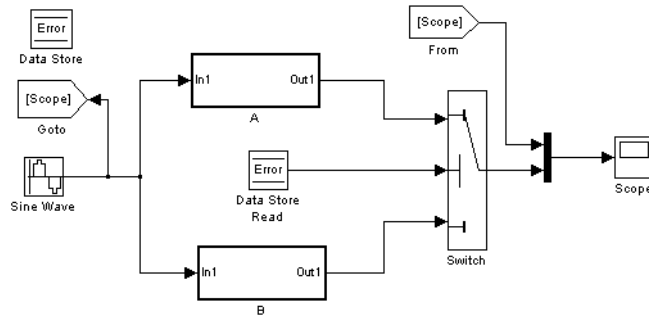 Error
Data Store
[Scope]
From
[Scope]
Goto
In1
Out1
A
Error
Data Store
Read
Sine Wave
Switch
Scope
In1
Out1
B